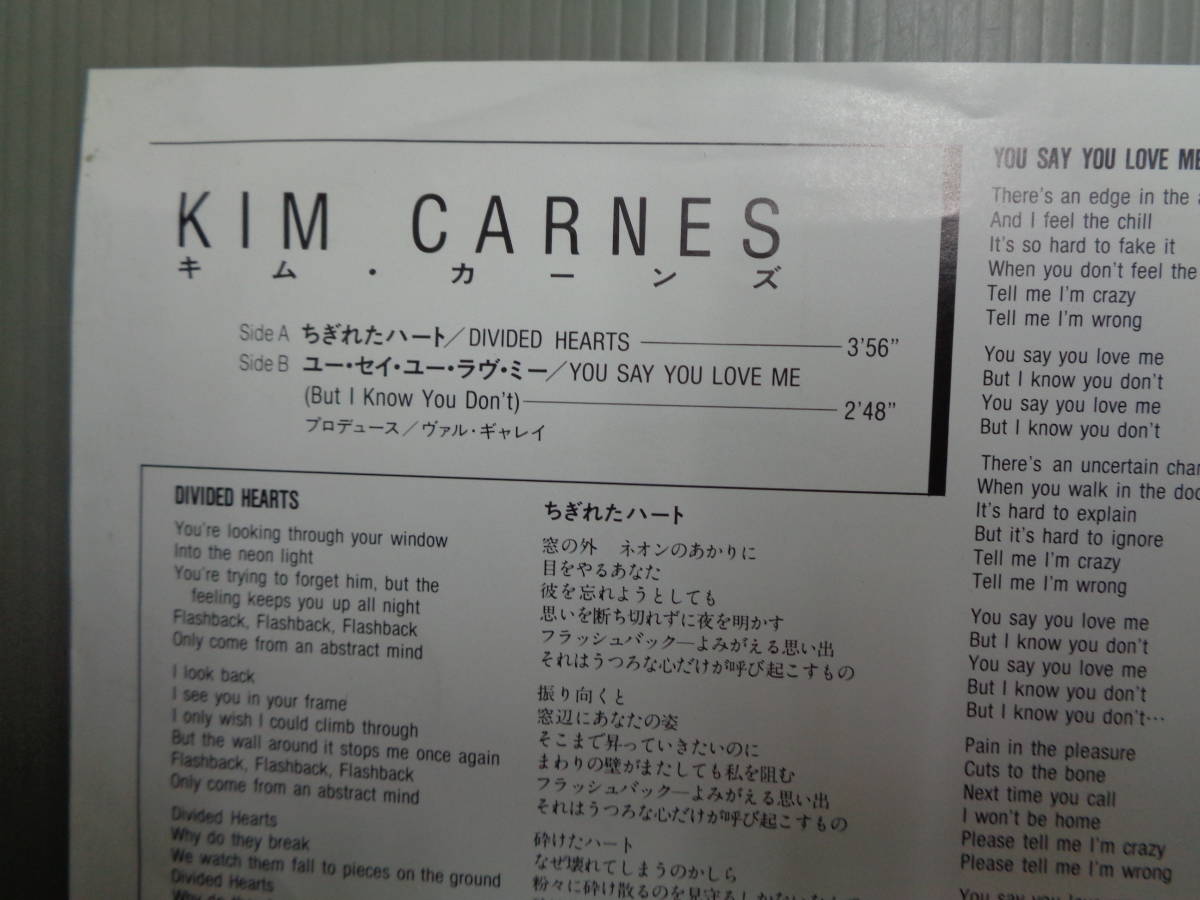 KIM CARNES
キム・カーンズ
Side A ちぎれたハート／DIVIDED HEARTS 3'56"
Side B ユー・セイ・ユー・ラヴ・ミー／YOU SAY YOU LOVE ME
(But I Know You Don't) 2'48"
プロデュース／ヴァル・ギャレイ
DIVIDED HEARTS
You're looking through your window
Into the neon light
You're trying to forget him, but the
feeling keeps you up all night
Flashback, Flashback, Flashback
Only come from an abstract mind
I look back
I see you in your frame
I only wish I could climb through
But the wall around it stops me once again
Flashback, Flashback, Flashback
Only come from an abstract mind
Divided Hearts
Why do they break
We watch them fall to pieces on the ground
Divided Hearts
ちぎれたハート
窓の外　ネオンのあかりに
目をやるあなた
彼を忘れようとしても
思いを断ち切れずに夜を明かす
フラッシュバック―よみがえる思い出
それはうつろな心だけが呼び起こすもの
振り向くと
窓辺にあなたの姿
そこまで昇っていきたいのに
まわりの壁がまたしても私を阻む
フラッシュバック―よみがえる思い出
それはうつろな心だけが呼び起こすもの
砕けたハート
なぜ壊れてしまうのかしら
粉々に砕け散るのを見守るしかない
YOU SAY YOU LOVE ME
There's an edge in the
And I feel the chill
It's so hard to fake it
When you don't feel the
Tell me I'm crazy
Tell me I'm wrong
You say you love me
But I know you don't
You say you love me
But I know you don't
There's an uncertain
When you walk in the
It's hard to explain
But it's hard to ignore
Tell me I'm crazy
Tell me I'm wrong
You say you love me
But I know you don't
You say you love me
But I know you don't
But I know you don't…
Pain in the pleasure
Cuts to the bone
Next time you call
I won't be home
Please tell me I'm crazy
Please tell me I'm wrong